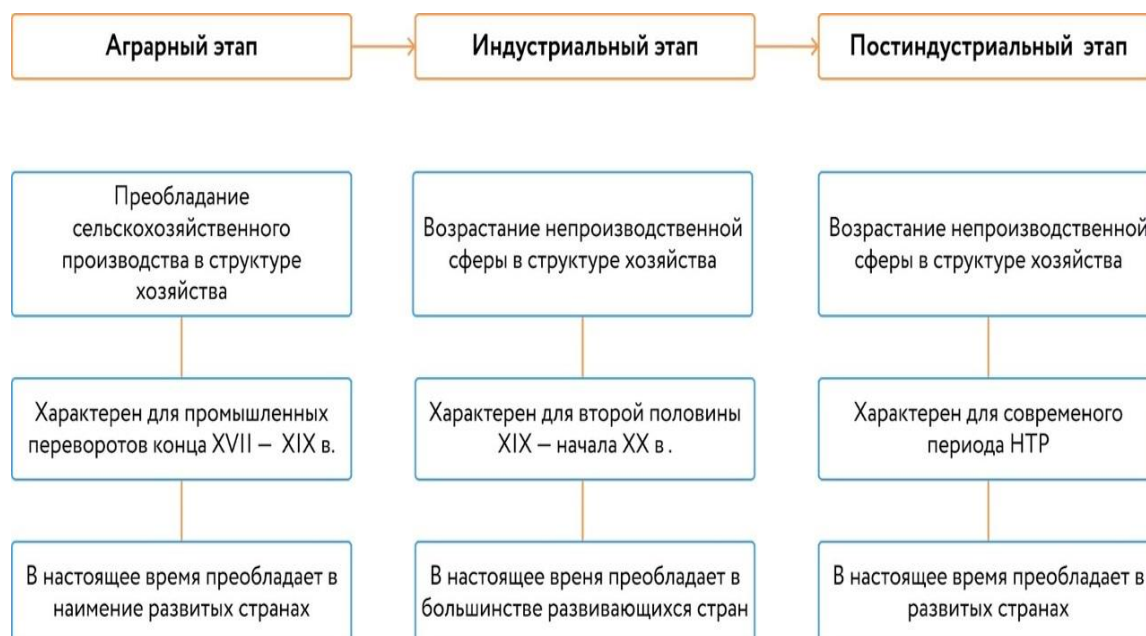 Аграрный этап
Индустриальный этап
Постиндустриальный этап
Преобладание
сельскохозяйственного
производства в структуре
хозяйства
Возрастание непроизводственной
сферы в структуре хозяйства
Возрастание непроизводственной
сферы в структуре хозяйства
Характерен для промышленных
переворотов конца XVII — XIX в.
Характерен для второй половины
XIX — начала XX в .
Характерен для современого
периода НТР
В настоящее время преобладает в
наимение развитых странах
В настоящее вреня преобладает в
большинстве развивающихся стран
В настоящее время преобладает в
развитых странах